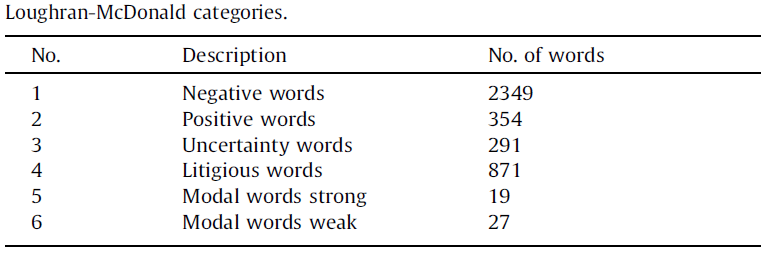 Loughran-McDonald categories.
No. Description No. of words
1 Negative words 2349
2 Positive words 354
3 Uncertainty words 291
4 Litigious words 871
5 Modal words strong 19
6 Modal words weak 27